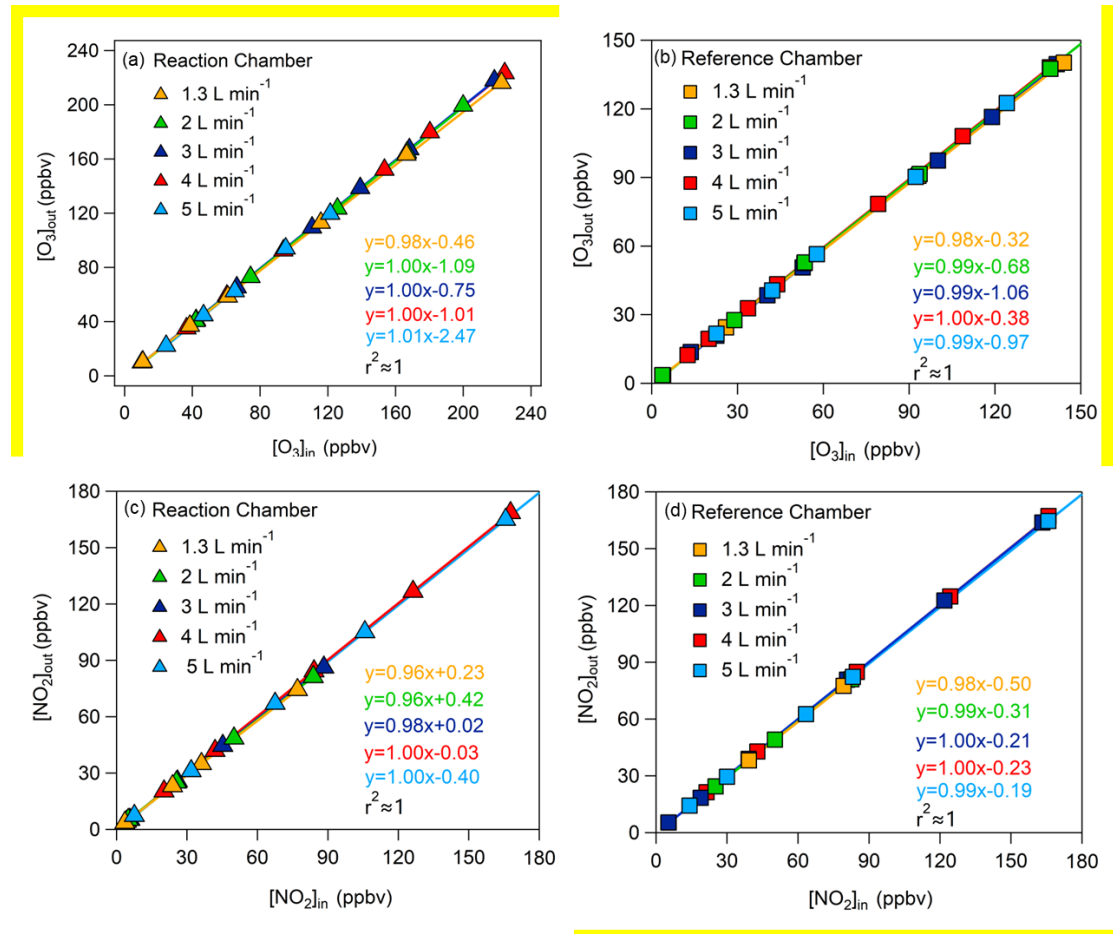 (a) Reaction Chamber
1.3 L min⁻¹
2 L min⁻¹
3 L min⁻¹
4 L min⁻¹
5 L min⁻¹
y=0.98x-0.46
y=1.00x-1.09
y=1.00x-0.75
y=1.00x-1.01
y=1.01x-2.47
r²≈1
[O₃]out (ppbv)
240
200
160
120
80
40
0
0 40 80 120 160 200 240
[O₃]in (ppbv)
(b) Reference Chamber
1.3 L min⁻¹
2 L min⁻¹
3 L min⁻¹
4 L min⁻¹
5 L min⁻¹
y=0.98x-0.32
y=0.99x-0.68
y=0.99x-1.06
y=1.00x-0.38
y=0.99x-0.97
r²≈1
[O₃]out (ppbv)
150
120
90
60
30
0
0 30 60 90 120 150
[O₃]in (ppbv)
(c) Reaction Chamber
1.3 L min⁻¹
2 L min⁻¹
3 L min⁻¹
4 L min⁻¹
5 L min⁻¹
y=0.96x+0.23
y=0.96x+0.42
y=0.98x+0.02
y=1.00x-0.03
y=1.00x-0.40
r²≈1
[NO₂]out (ppbv)
180
150
120
90
60
30
0
0 30 60 90 120 150 180
[NO₂]in (ppbv)
(d) Reference Chamber
1.3 L min⁻¹
2 L min⁻¹
3 L min⁻¹
4 L min⁻¹
5 L min⁻¹
y=0.98x-0.50
y=0.99x-0.31
y=1.00x-0.21
y=1.00x-0.23
y=0.99x-0.19
r²≈1
[NO₂]out (ppbv)
180
150
120
90
60
30
0
0 30 60 90 120 150 180
[NO₂]in (ppbv)